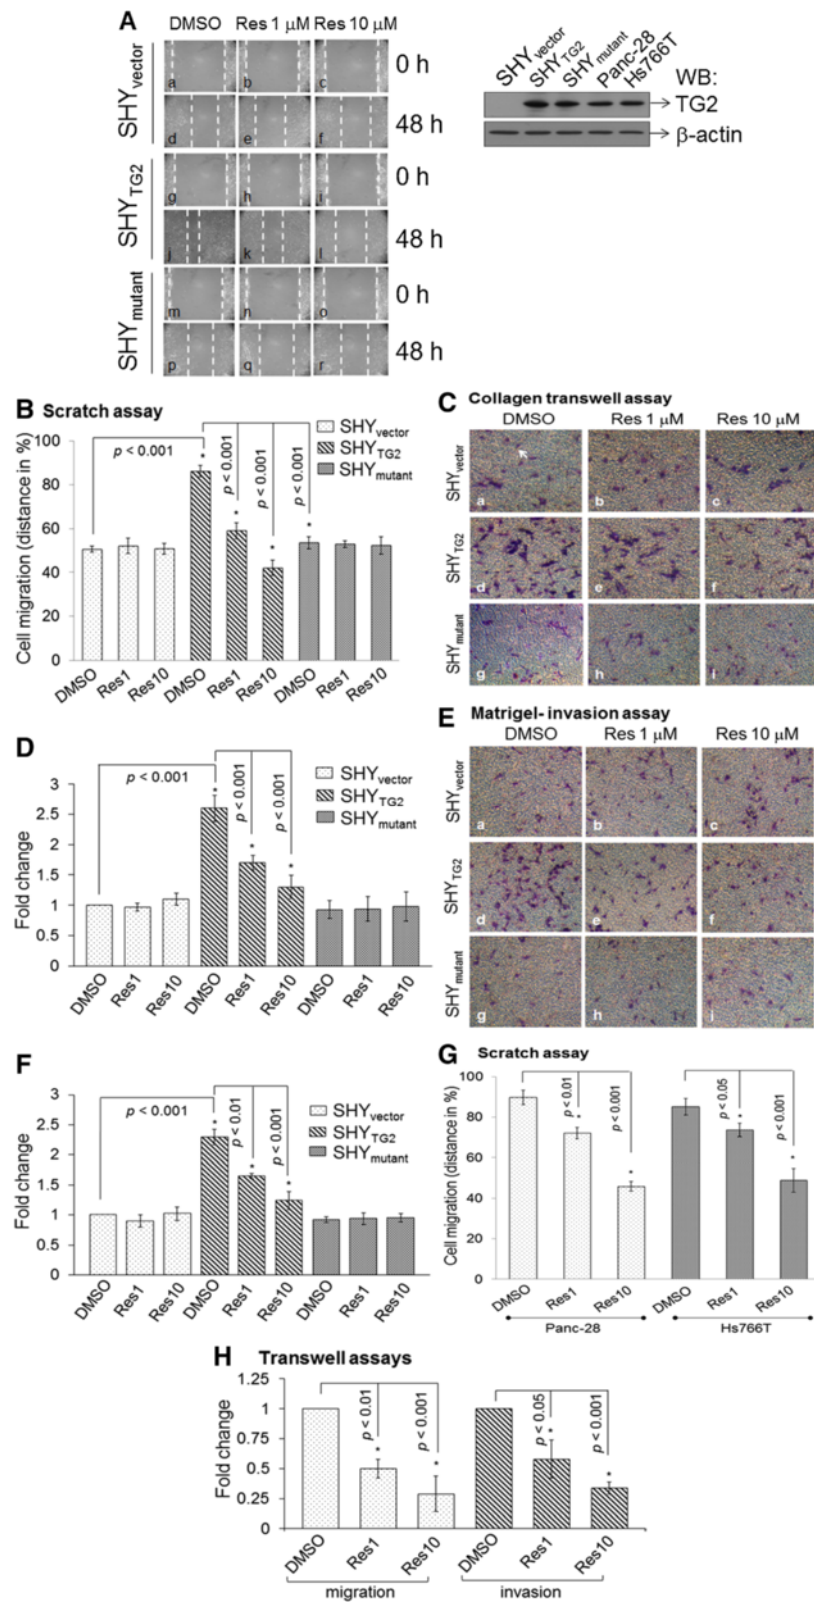 A
DMSO Res 1 μM Res 10 μM
SHYvector
a b c
0 h
d e f
48 h
SHYTG2
g h i
0 h
j k l
48 h
SHYmutant
m n o
0 h
p q r
48 h
SHYvector SHYTG2 SHYmutant Panc-28 Hs766T WB:
TG2
β-actin
B Scratch assay
Cell migration (distance in %)
100
80
60
40
20
0
p < 0.001
* p < 0.001 p < 0.001 p < 0.001
* * *
SHYvector
SHYTG2
SHYmutant
DMSO Res1 Res10 DMSO Res1 Res10 DMSO Res1 Res10
C Collagen transwell assay
DMSO Res 1 μM Res 10 μM
SHYvector
a b c
SHYTG2
d e f
SHYmutant
g h i
D
Fold change
3
2.5
2
1.5
1
0.5
0
p < 0.001
* p < 0.001 p < 0.001
* *
SHYvector
SHYTG2
SHYmutant
DMSO Res1 Res10 DMSO Res1 Res10 DMSO Res1 Res10
E Matrigel- invasion assay
DMSO Res 1 μM Res 10 μM
SHYvector
a b c
SHYTG2
d e f
SHYmutant
g h i
F
Fold change
3
2.5
2
1.5
1
0.5
0
p < 0.001
* p < 0.01 p < 0.001
* *
SHYvector
SHYTG2
SHYmutant
DMSO Res1 Res10 DMSO Res1 Res10 DMSO Res1 Res10
G Scratch assay
Cell migration (distance in %)
100
80
60
40
20
0
p < 0.01 p < 0.001 p < 0.05 p < 0.001
* * * *
DMSO Res1 Res10 DMSO Res1 Res10
Panc-28 Hs766T
H Transwell assays
Fold change
1.25
1
0.75
0.5
0.25
0
p < 0.01 p < 0.001 p < 0.05 p < 0.001
* * * *
DMSO Res1 Res10 DMSO Res1 Res10
migration invasion